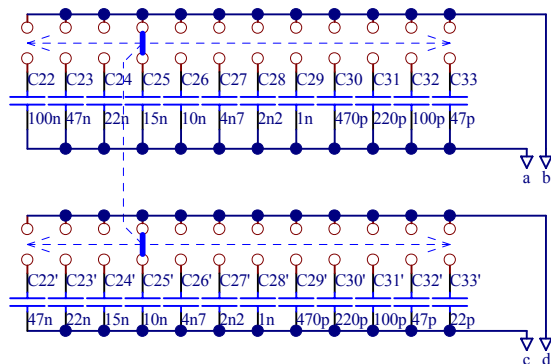 C22 C23 C24 C25 C26 C27 C28 C29 C30 C31 C32 C33
100n 47n 22n 15n 10n 4n7 2n2 1n 470p 220p 100p 47p
a b
C22' C23' C24' C25' C26' C27' C28' C29' C30' C31' C32' C33'
47n 22n 15n 10n 4n7 2n2 1n 470p 220p 100p 47p 22p
c d